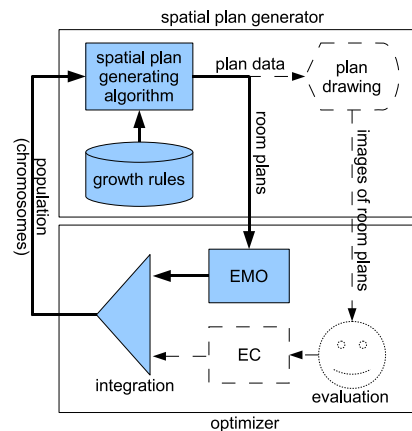 spatial plan generator
spatial plan
generating
algorithm
plan data
plan
drawing
growth rules
room plans
images of room plans
population
(chromosomes)
EMO
EC
integration
evaluation
optimizer